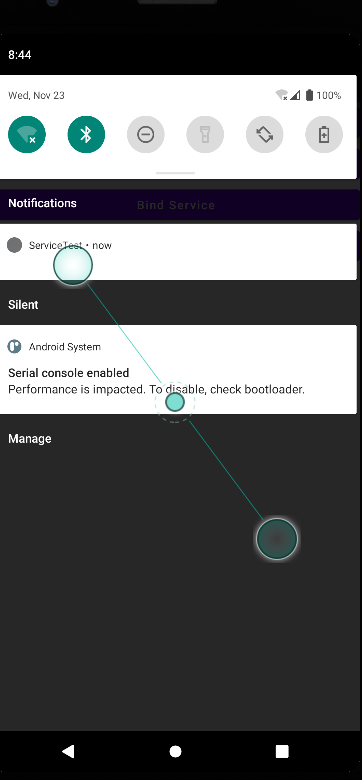 8:44
Wed, Nov 23
100%
Notifications
Bind Service
ServiceTest • now
Silent
Android System
Serial console enabled
Performance is impacted. To disable, check bootloader.
Manage